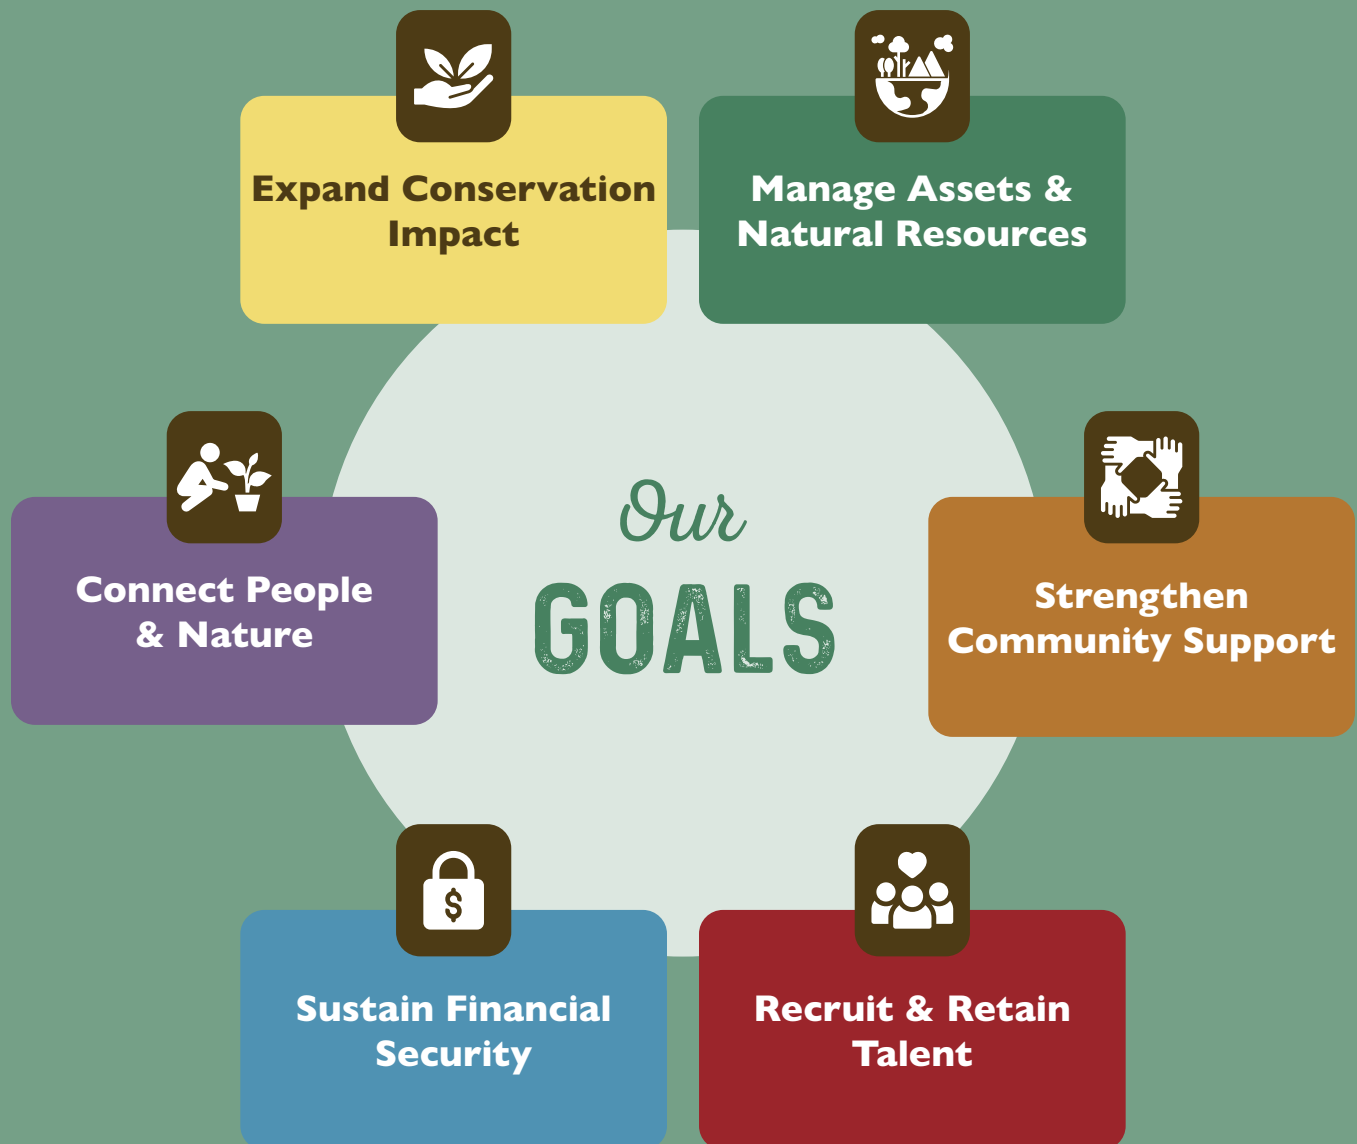 Expand Conservation
Impact
Manage Assets &
Natural Resources
Connect People
& Nature
Our
GOALS
Strengthen
Community Support
$
Sustain Financial
Security
Recruit & Retain
Talent